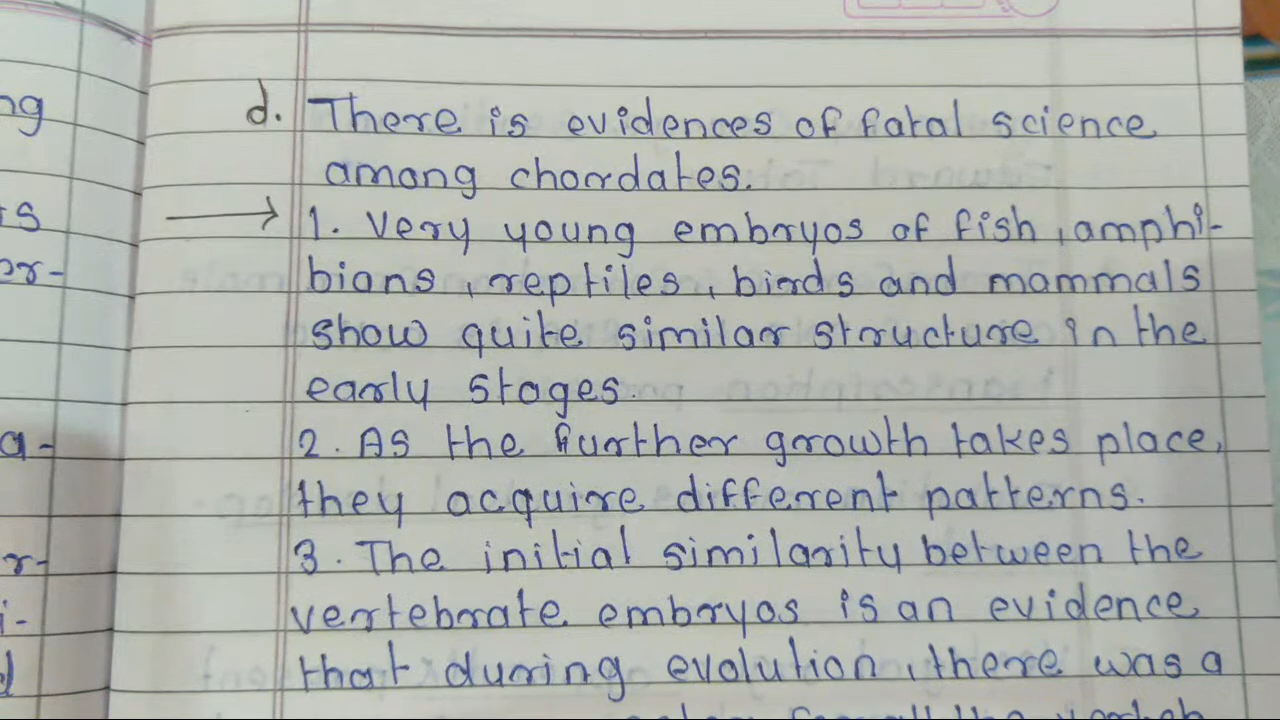 d. There is evidences of fatal science
among chordates.
1. Very young embryos of fish, amphi-
bians, reptiles, birds and mammals
show quite similar structure in the
early stages.
2. As the further growth takes place,
they acquire different patterns.
3. The initial similarity between the
vertebrate embryos is an evidence
that during evolution, there was a